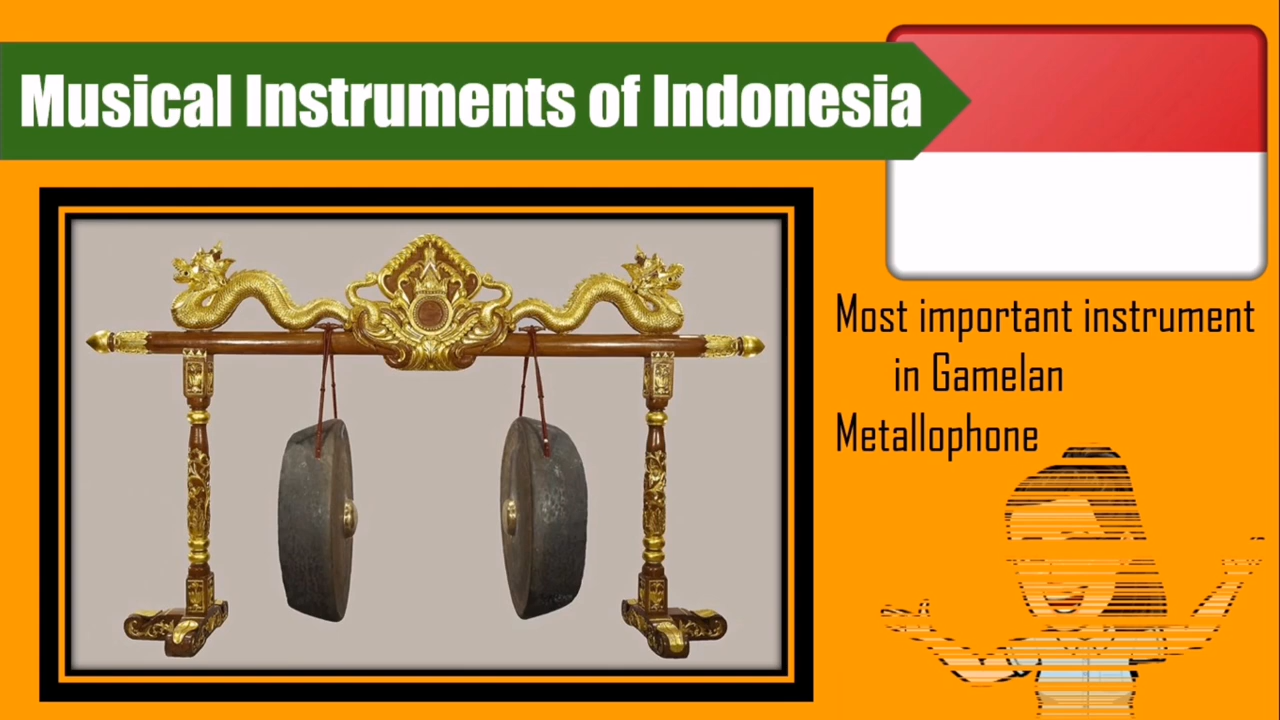 Musical Instruments of Indonesia
Most important instrument
in Gamelan
Metallophone